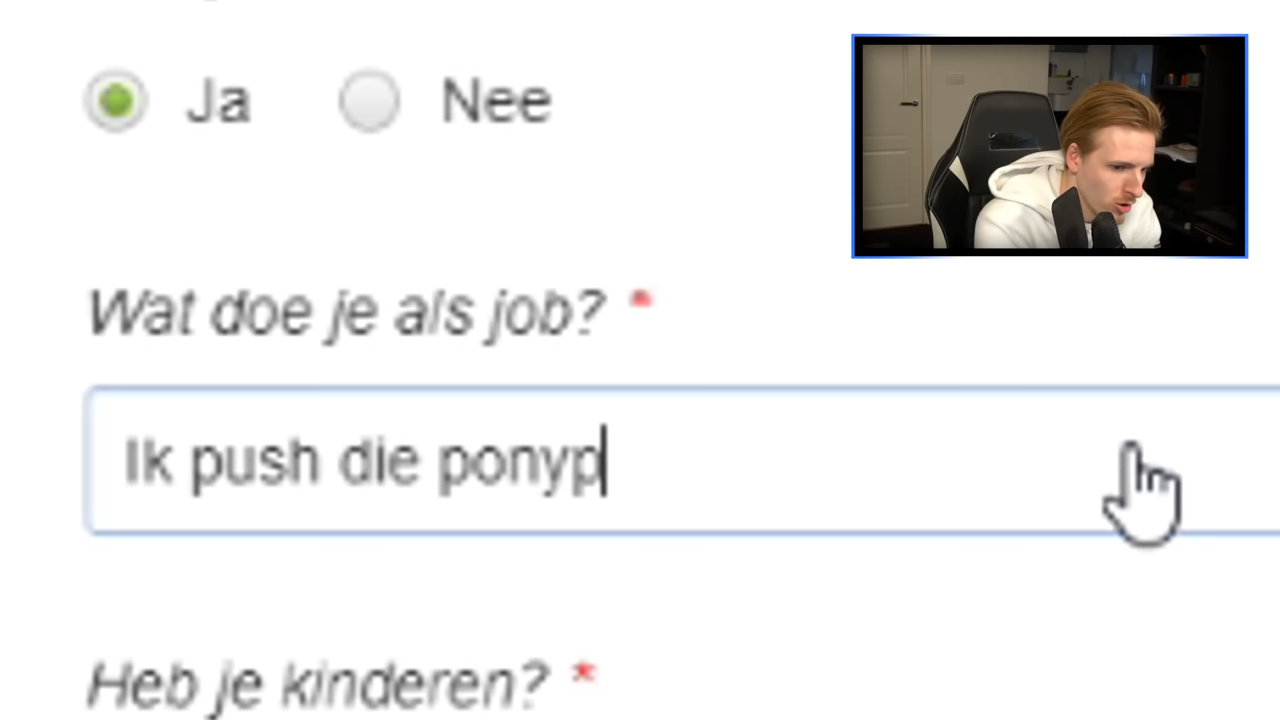 Ja Nee
Wat doe je als job? *
Ik push die ponyp
Heb je kinderen? *